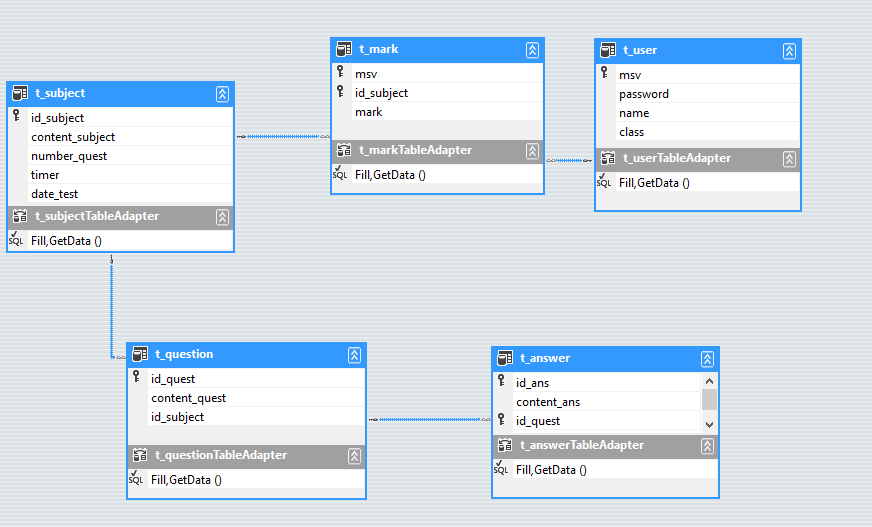 t_subject
id_subject
content_subject
number_quest
timer
date_test
t_subjectTableAdapter
SQL Fill,GetData ()
t_mark
msv
id_subject
mark
t_markTableAdapter
SQL Fill,GetData ()
t_user
msv
password
name
class
t_userTableAdapter
SQL Fill,GetData ()
t_question
id_quest
content_quest
id_subject
t_questionTableAdapter
SQL Fill,GetData ()
t_answer
id_ans
content_ans
id_quest
t_answerTableAdapter
SQL Fill,GetData ()